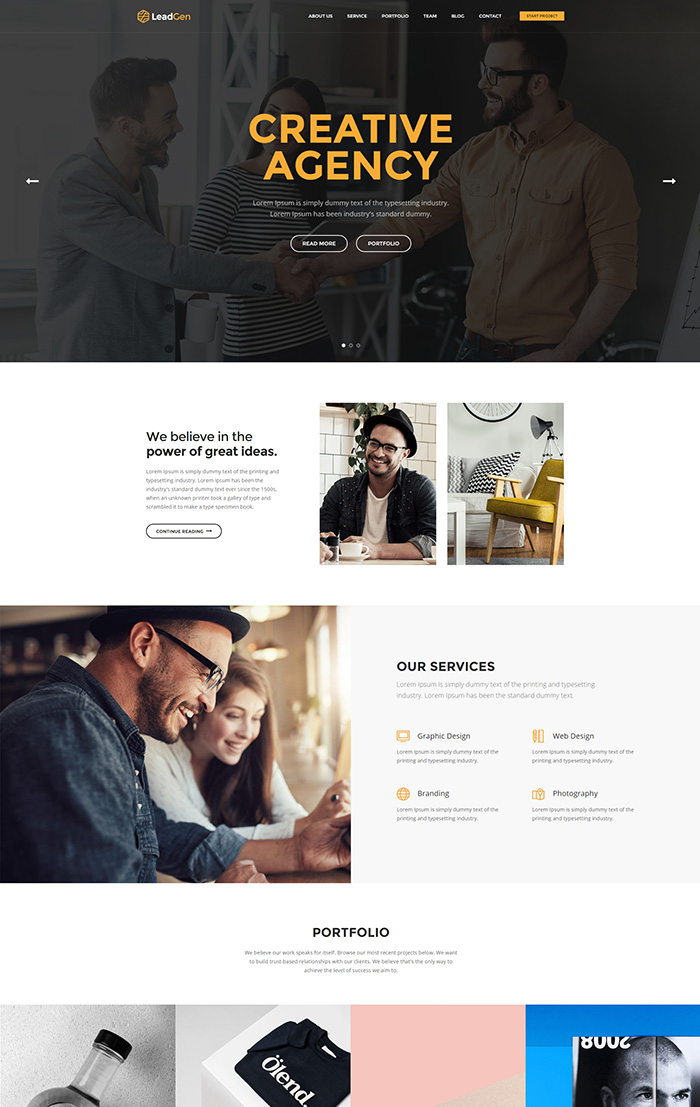 LeadGen
ABOUT US SERVICE PORTFOLIO TEAM BLOG CONTACT START PROJECT
CREATIVE
AGENCY
Lorem Ipsum is simply dummy text of the typesetting industry.
Lorem Ipsum has been industry's standard dummy.
READ MORE PORTFOLIO
We believe in the
power of great ideas.
Lorem Ipsum is simply dummy text of the printing and
typesetting industry. Lorem Ipsum has been the
industry's standard dummy text ever since the 1500s,
when an unknown printer took a galley of type and
scrambled it to make a type specimen book.
CONTINUE READING
OUR SERVICES
Lorem Ipsum is simply dummy text of the printing and typesetting
industry. Lorem Ipsum has been the standard dummy text.
Graphic Design
Lorem Ipsum is simply dummy text of the
printing and typesetting industry.
Web Design
Lorem Ipsum is simply dummy text of the
printing and typesetting industry.
Branding
Lorem Ipsum is simply dummy text of the
printing and typesetting industry.
Photography
Lorem Ipsum is simply dummy text of the
printing and typesetting industry.
PORTFOLIO
We believe our work speaks for itself. Browse our most recent projects below. We want
to build trust-based relationships with our clients. We believe that's the only way to
achieve the level of success we aim to.
Ölend.